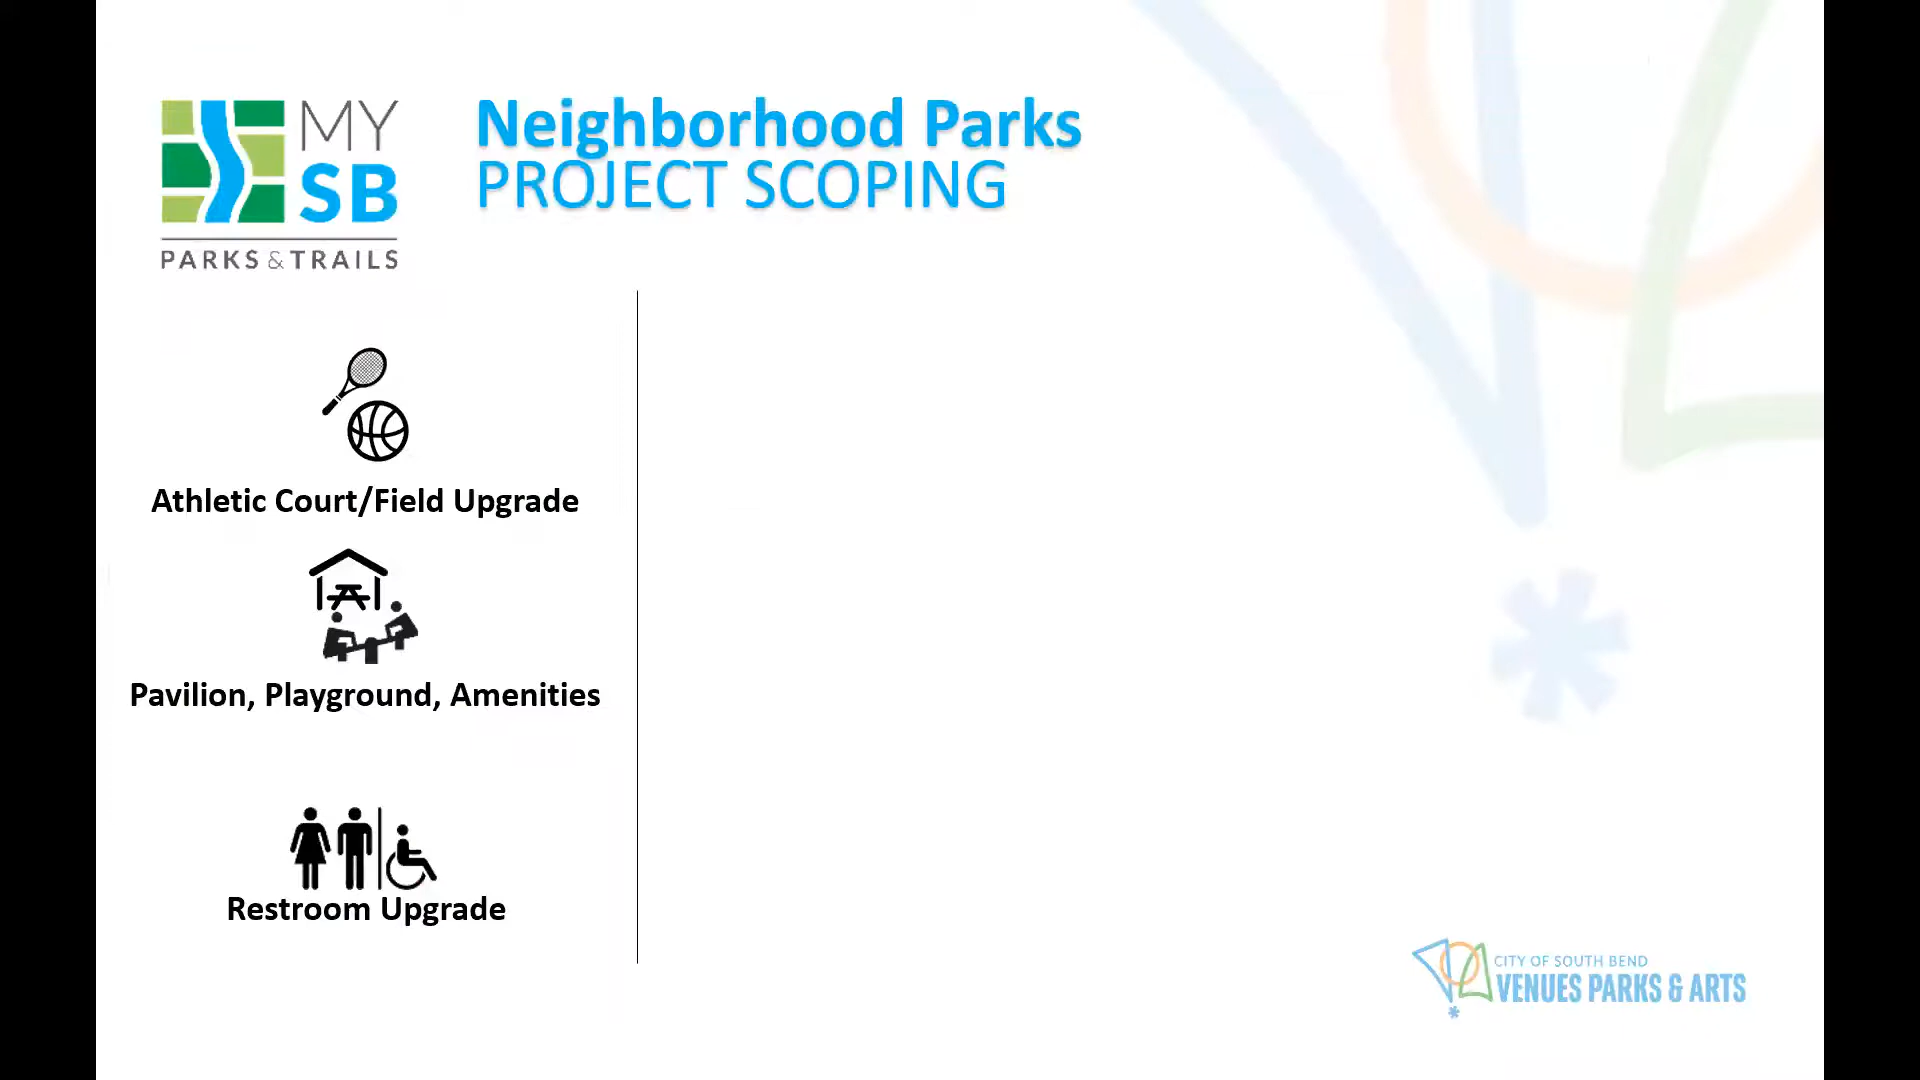 MY
SB
PARKS & TRAILS
Neighborhood Parks
PROJECT SCOPING
Athletic Court/Field Upgrade
Pavilion, Playground, Amenities
Restroom Upgrade
CITY OF SOUTH BEND
VENUES PARKS & ARTS